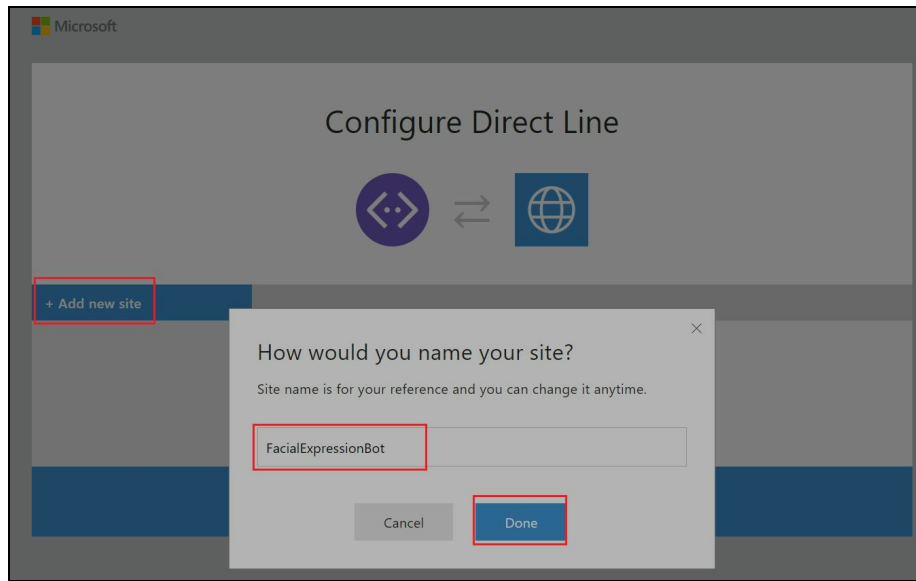 Microsoft
Configure Direct Line
+ Add new site
How would you name your site?
Site name is for your reference and you can change it anytime.
FacialExpressionBot
Cancel
Done